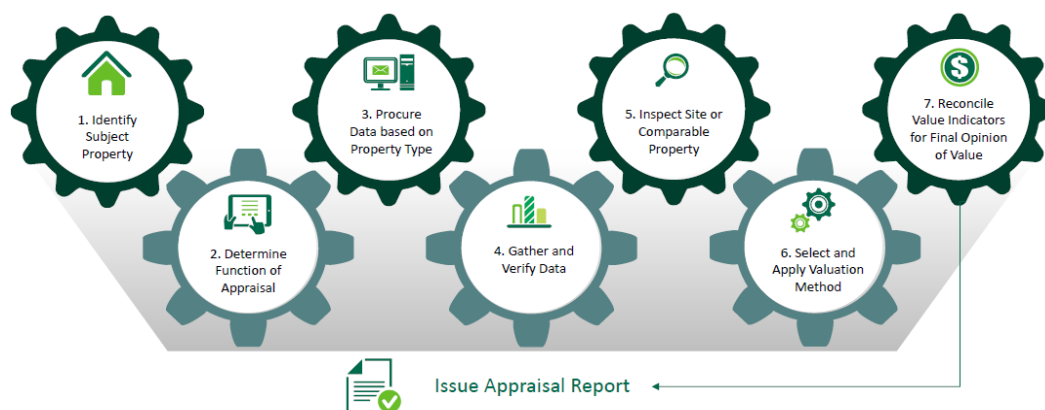 1. Identify
Subject
Property
2. Determine
Function of
Appraisal
3. Procure
Data based on
Property Type
4. Gather and
Verify Data
5. Inspect Site or
Comparable
Property
6. Select and
Apply Valuation
Method
7. Reconcile
Value Indicators
for Final Opinion
of Value
Issue Appraisal Report